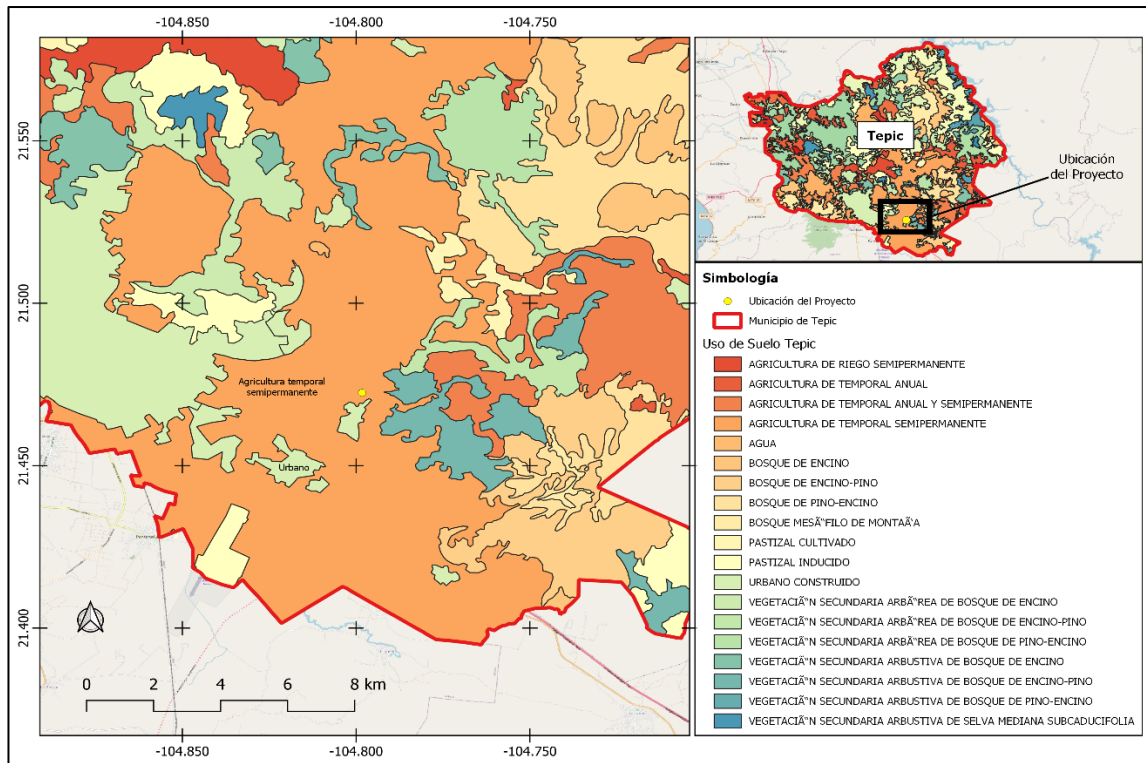 -104.850
-104.800
-104.750
21.550
21.500
21.450
21.400
Agricultura temporal
semipermanente
Urbano
0 2 4 6 8 km
-104.850
-104.800
-104.750
Tepic
Ubicación
del Proyecto
Simbología
Ubicación del Proyecto
Municipio de Tepic
Uso de Suelo Tepic
AGRICULTURA DE RIEGO SEMIPERMANENTE
AGRICULTURA DE TEMPORAL ANUAL
AGRICULTURA DE TEMPORAL ANUAL Y SEMIPERMANENTE
AGRICULTURA DE TEMPORAL SEMIPERMANENTE
AGUA
BOSQUE DE ENCINO
BOSQUE DE ENCINO-PINO
BOSQUE DE PINO-ENCINO
BOSQUE MESÃ“FILO DE MONTAÃ‘A
PASTIZAL CULTIVADO
PASTIZAL INDUCIDO
URBANO CONSTRUIDO
VEGETACIÃ“N SECUNDARIA ARBÃ“REA DE BOSQUE DE ENCINO
VEGETACIÃ“N SECUNDARIA ARBÃ“REA DE BOSQUE DE ENCINO-PINO
VEGETACIÃ“N SECUNDARIA ARBÃ“REA DE BOSQUE DE PINO-ENCINO
VEGETACIÃ“N SECUNDARIA ARBUSTIVA DE BOSQUE DE ENCINO
VEGETACIÃ“N SECUNDARIA ARBUSTIVA DE BOSQUE DE ENCINO-PINO
VEGETACIÃ“N SECUNDARIA ARBUSTIVA DE BOSQUE DE PINO-ENCINO
VEGETACIÃ“N SECUNDARIA ARBUSTIVA DE SELVA MEDIANA SUBCADUCIFOLIA